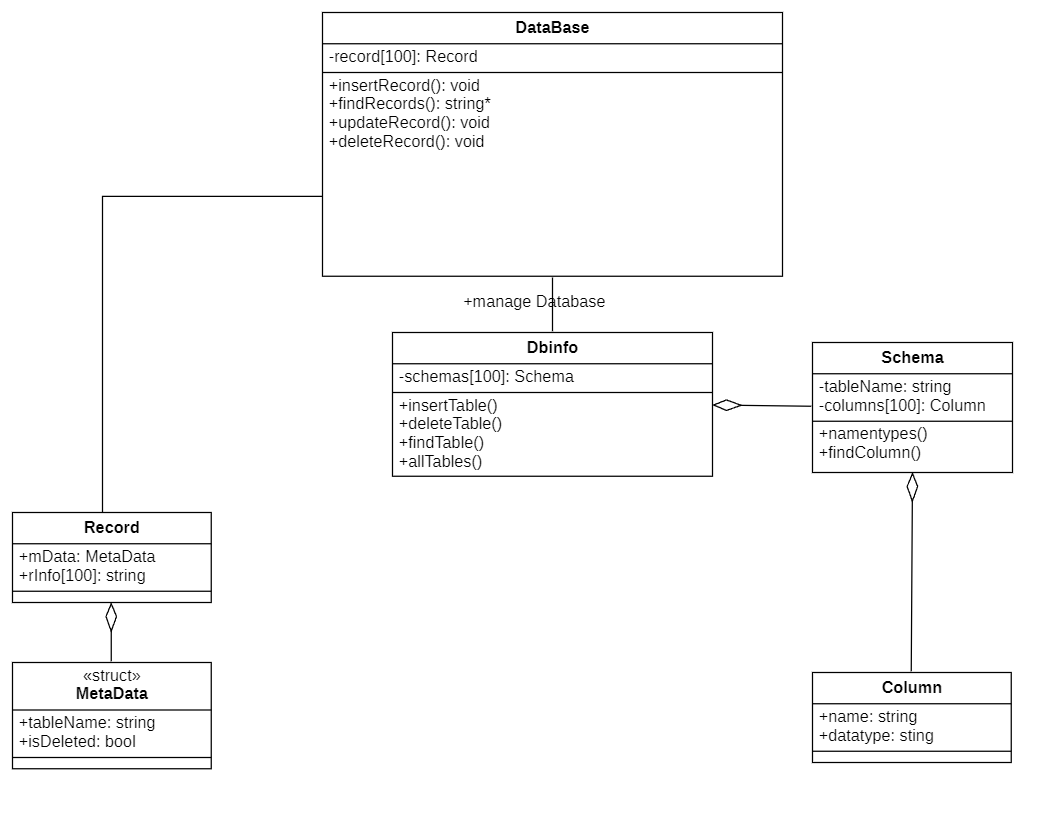 DataBase
-record[100]: Record
+insertRecord(): void
+findRecords(): string*
+updateRecord(): void
+deleteRecord(): void
+manage Database
Dbinfo
-schemas[100]: Schema
+insertTable()
+deleteTable()
+findTable()
+allTables()
Schema
-tableName: string
-columns[100]: Column
+namentypes()
+findColumn()
Record
+mData: MetaData
+rInfo[100]: string
«struct»
MetaData
+tableName: string
+isDeleted: bool
Column
+name: string
+datatype: sting